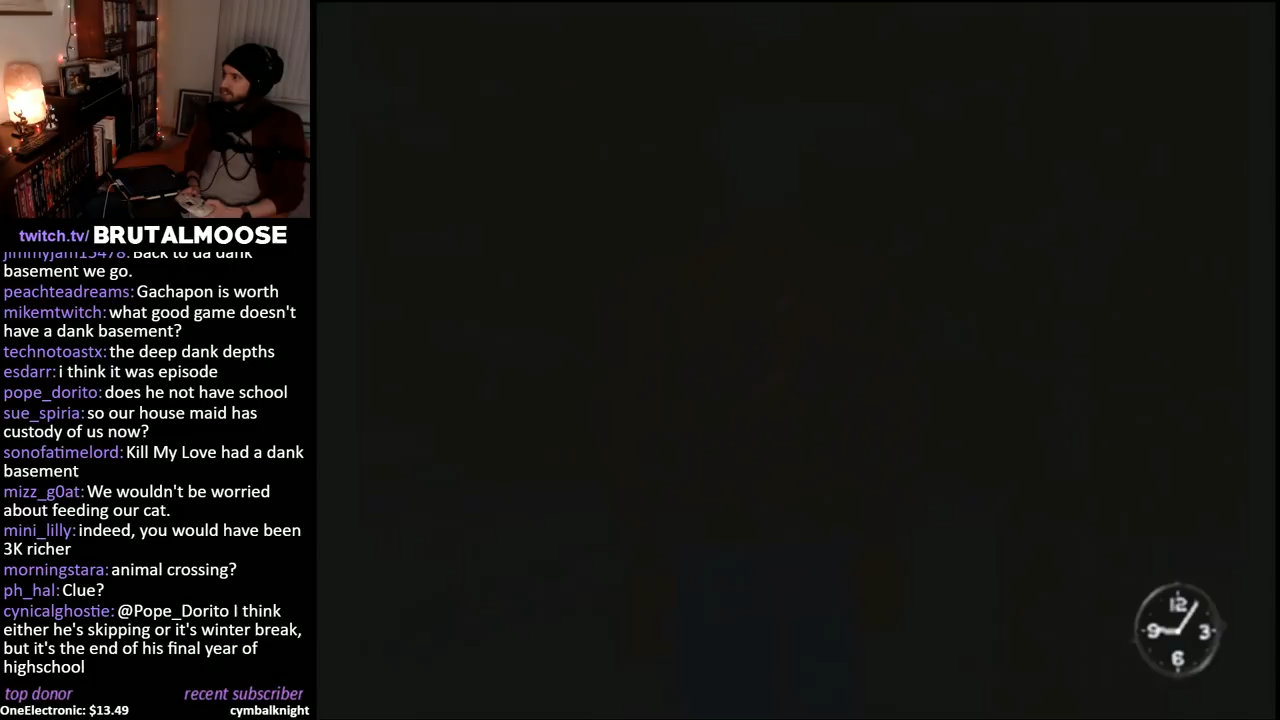 twitch.tv/ BRUTALMOOSE
jimmyjam15478: Back to da dank
basement we go.
peachteadreams: Gachapon is worth
mikemtwitch: what good game doesn't
have a dank basement?
technotoastx: the deep dank depths
esdarr: i think it was episode
pope_dorito: does he not have school
sue_spiria: so our house maid has
custody of us now?
sonofatimelord: Kill My Love had a dank
basement
mizz_g0at: We wouldn't be worried
about feeding our cat.
mini_lilly: indeed, you would have been
3K richer
morningstara: animal crossing?
ph_hal: Clue?
cynicalghostie: @Pope_Dorito I think
either he's skipping or it's winter break,
but it's the end of his final year of
highschool
top donor recent subscriber
OneElectronic: $13.49 cymbalknight
12
9 3
6